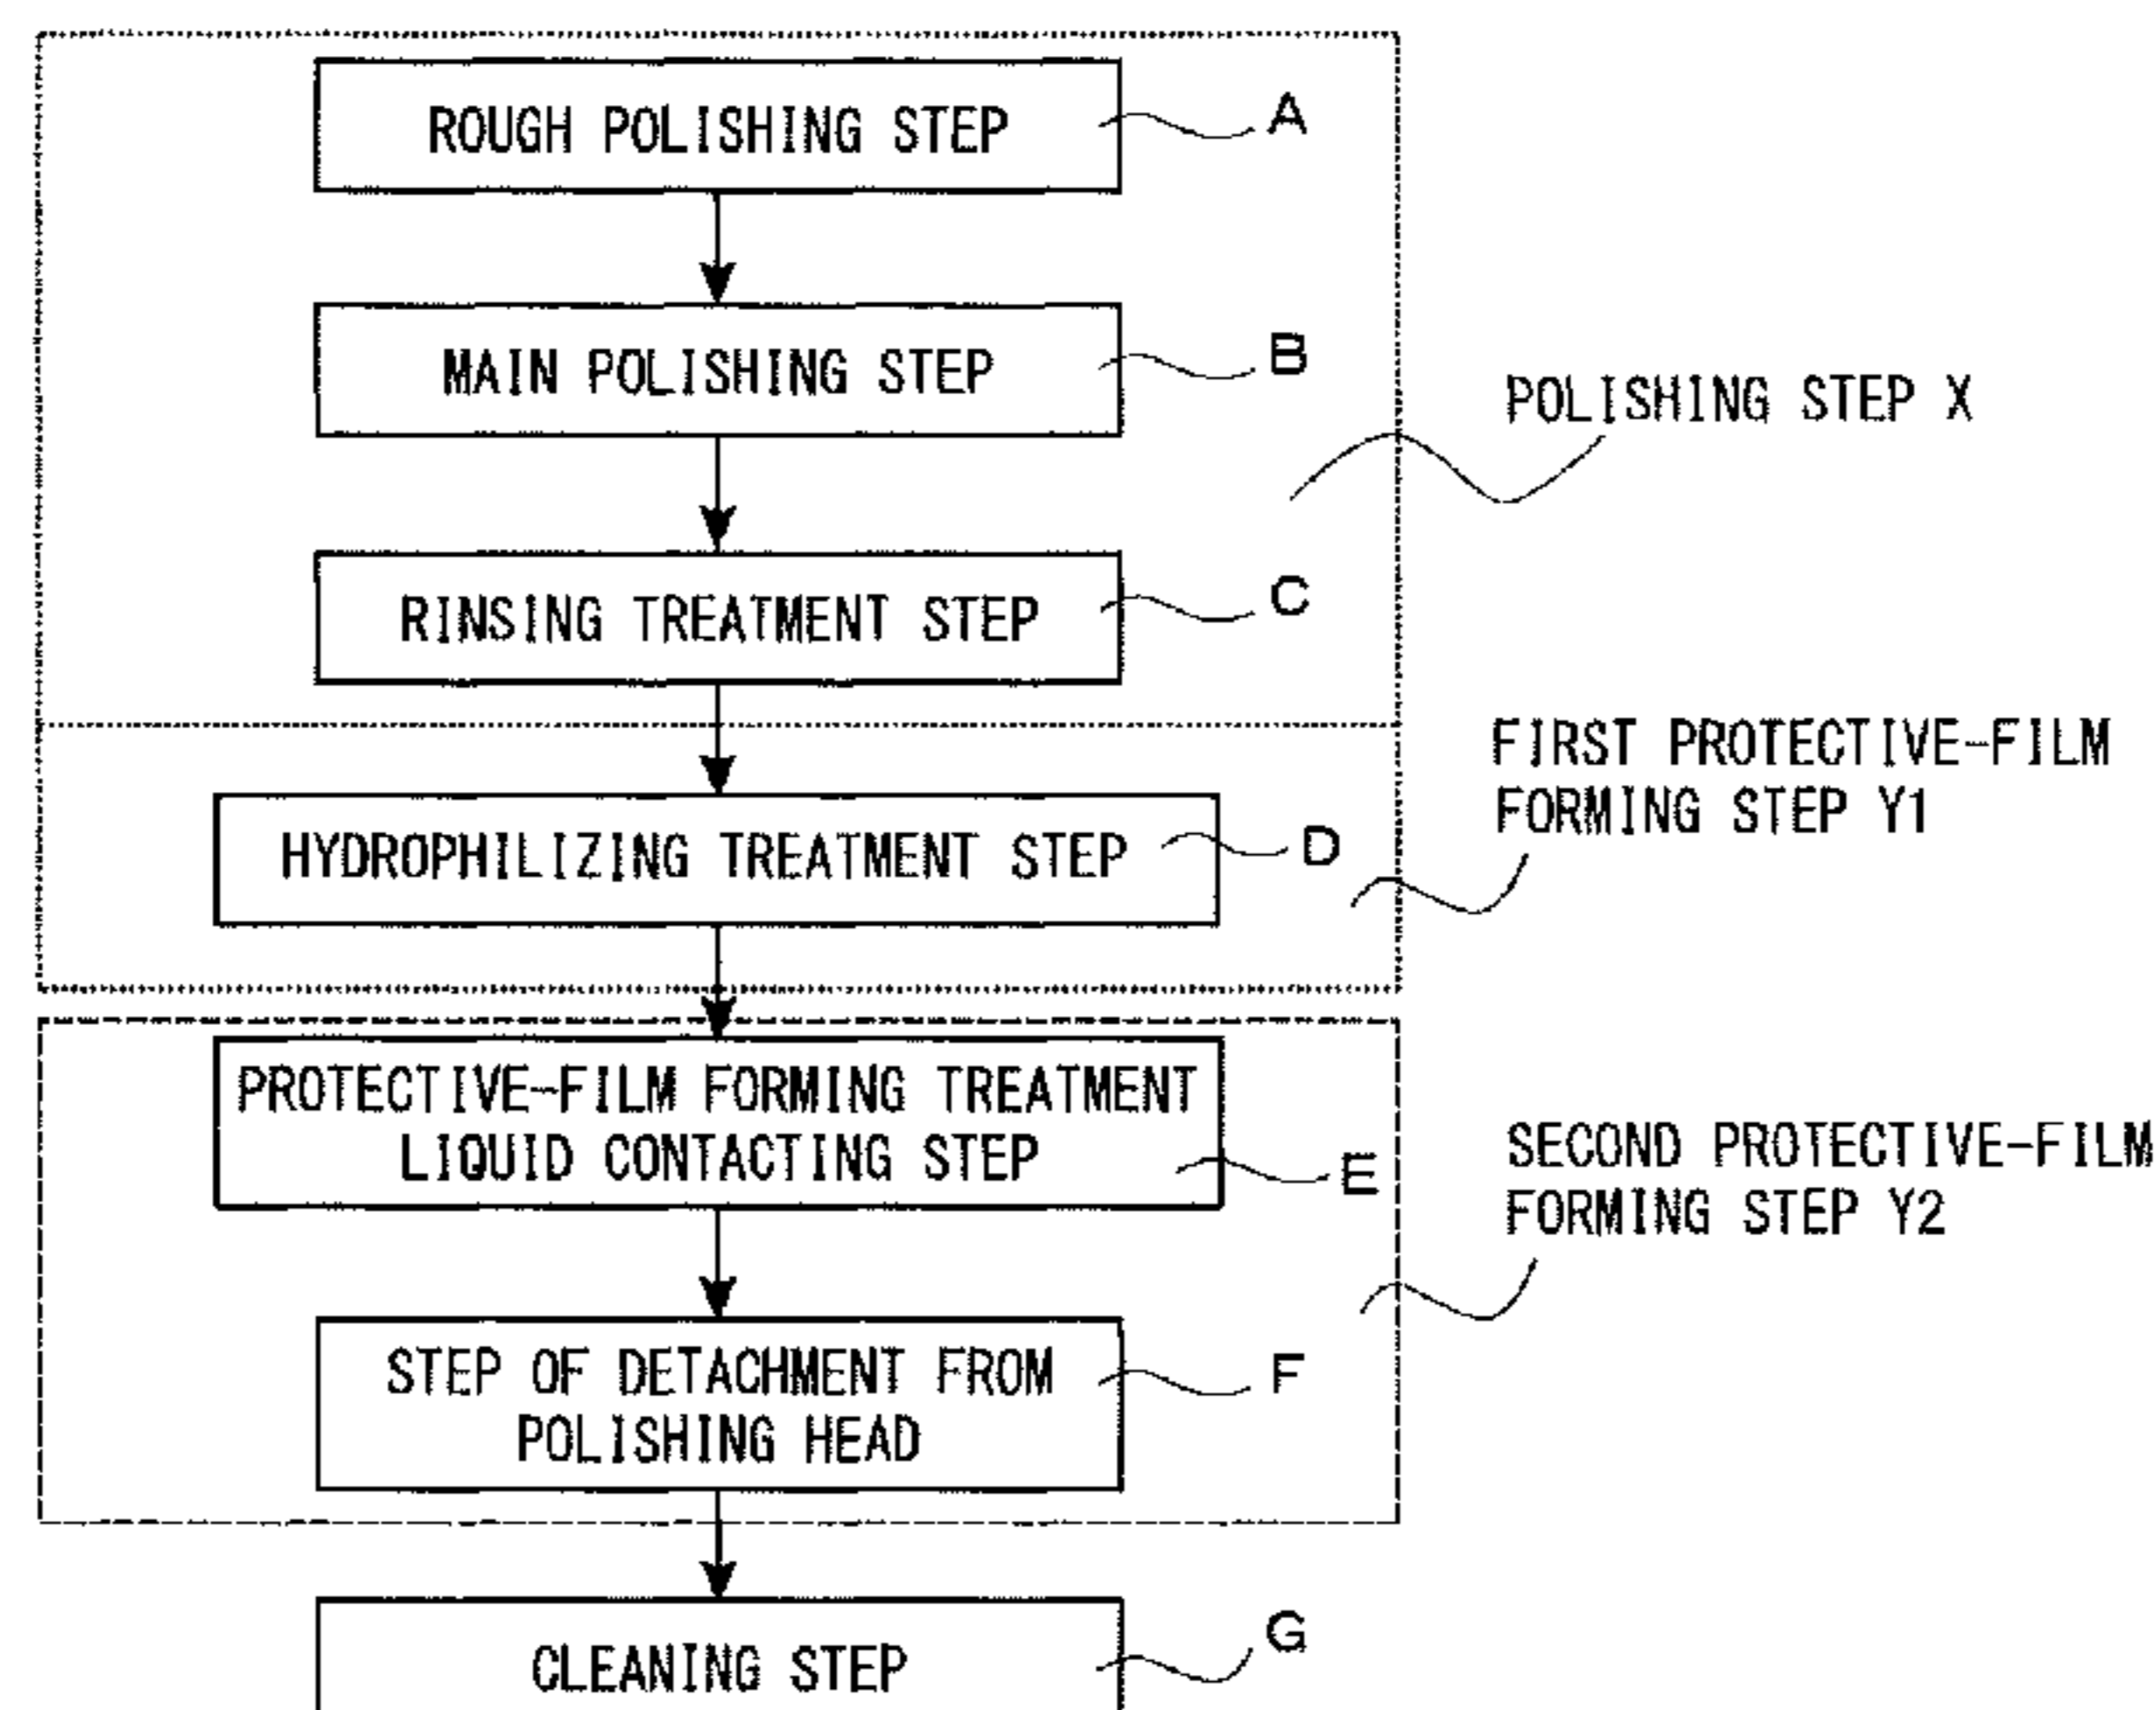 ROUGH POLISHING STEP
A
MAIN POLISHING STEP
B
POLISHING STEP X
RINSING TREATMENT STEP
C
FIRST PROTECTIVE-FILM
FORMING STEP Y1
HYDROPHILIZING TREATMENT STEP
D
PROTECTIVE-FILM FORMING TREATMENT
LIQUID CONTACTING STEP
E
SECOND PROTECTIVE-FILM
FORMING STEP Y2
STEP OF DETACHMENT FROM
POLISHING HEAD
F
CLEANING STEP
G